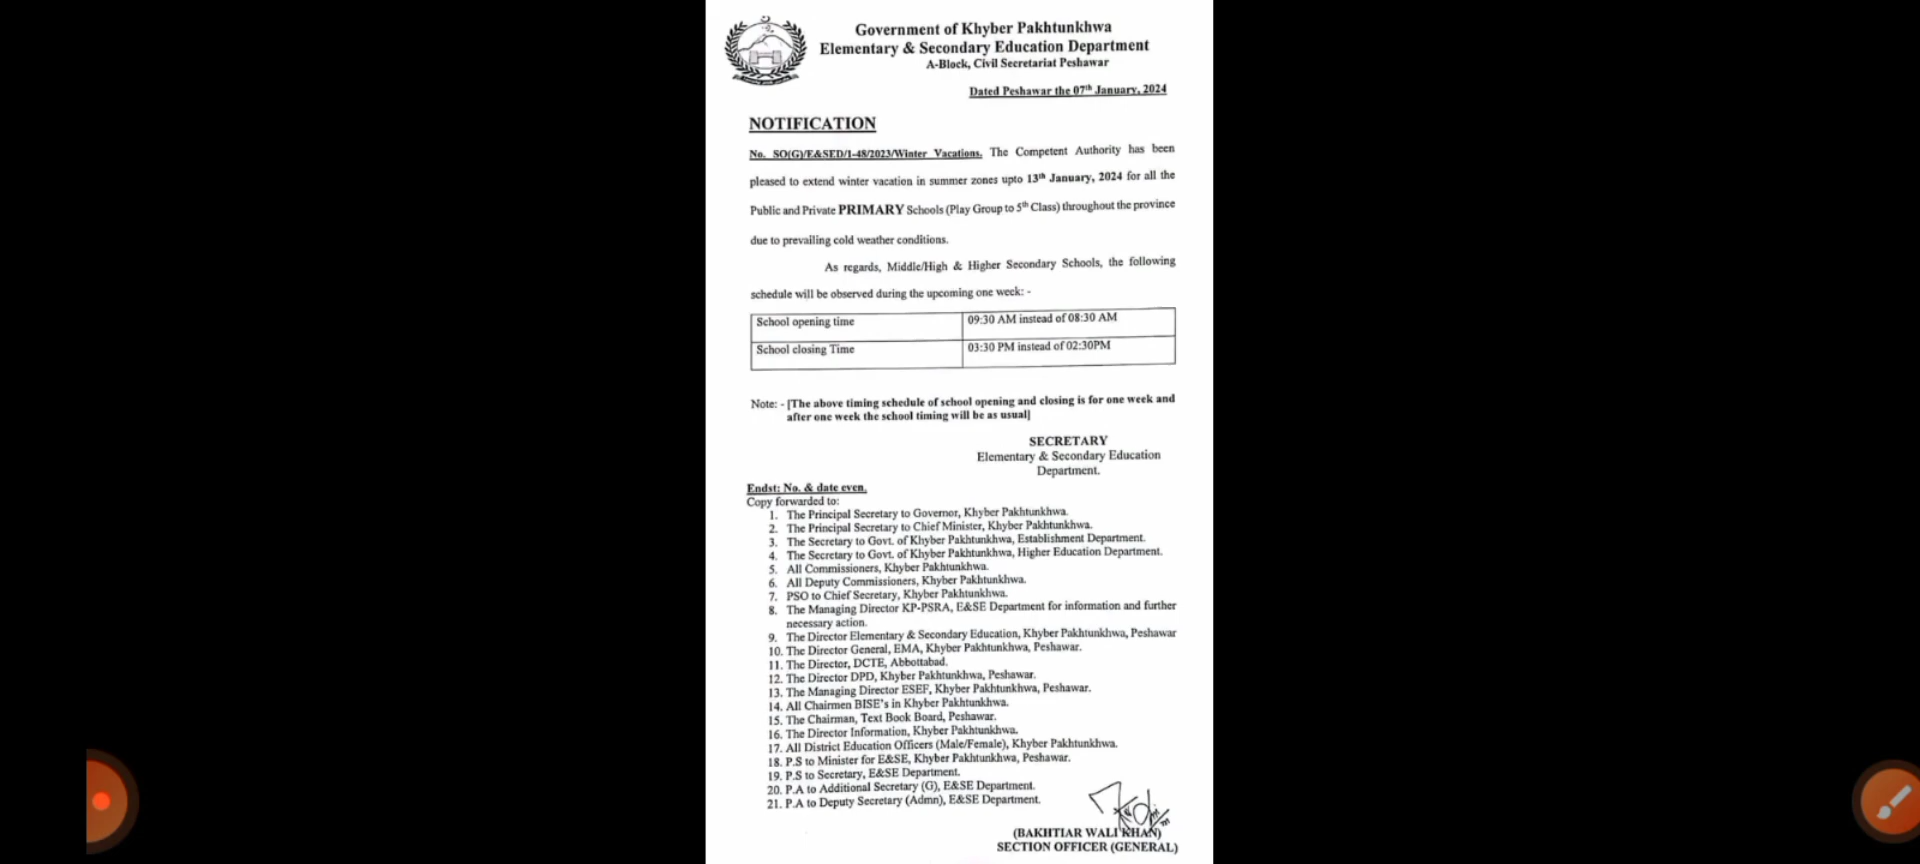 Government of Khyber Pakhtunkhwa
Elementary & Secondary Education Department
A-Block, Civil Secretariat Peshawar
Dated Peshawar the 07th January, 2024
NOTIFICATION
No. SO(G)/E&SED/1-48/2023/Winter Vacations. The Competent Authority has been
pleased to extend winter vacation in summer zones upto 13th January, 2024 for all the
Public and Private PRIMARY Schools (Play Group to 5th Class) throughout the province
due to prevailing cold weather conditions.
As regards, Middle/High & Higher Secondary Schools, the following
schedule will be observed during the upcoming one week: -
School opening time 09:30 AM instead of 08:30 AM
School closing Time 03:30 PM instead of 02:30PM
Note: - [The above timing schedule of school opening and closing is for one week and
after one week the school timing will be as usual]
SECRETARY
Elementary & Secondary Education
Department.
Endst: No. & date even.
Copy forwarded to:
1. The Principal Secretary to Governor, Khyber Pakhtunkhwa.
2. The Principal Secretary to Chief Minister, Khyber Pakhtunkhwa.
3. The Secretary to Govt. of Khyber Pakhtunkhwa, Establishment Department.
4. The Secretary to Govt. of Khyber Pakhtunkhwa, Higher Education Department.
5. All Commissioners, Khyber Pakhtunkhwa.
6. All Deputy Commissioners, Khyber Pakhtunkhwa.
7. PSO to Chief Secretary, Khyber Pakhtunkhwa.
8. The Managing Director KP-PSRA, E&SE Department for information and further
necessary action.
9. The Director Elementary & Secondary Education, Khyber Pakhtunkhwa, Peshawar
10. The Director General, EMA, Khyber Pakhtunkhwa, Peshawar.
11. The Director, DCTE, Abbottabad.
12. The Director DPD, Khyber Pakhtunkhwa, Peshawar.
13. The Managing Director ESEF, Khyber Pakhtunkhwa, Peshawar.
14. All Chairmen BISE's in Khyber Pakhtunkhwa.
15. The Chairman, Text Book Board, Peshawar.
16. The Director Information, Khyber Pakhtunkhwa.
17. All District Education Officers (Male/Female), Khyber Pakhtunkhwa.
18. P.S to Minister for E&SE, Khyber Pakhtunkhwa, Peshawar.
19. P.S to Secretary, E&SE Department.
20. P.A to Additional Secretary (G), E&SE Department.
21. P.A to Deputy Secretary (Admn), E&SE Department.
(BAKHTIAR WALI KHAN)
SECTION OFFICER (GENERAL)